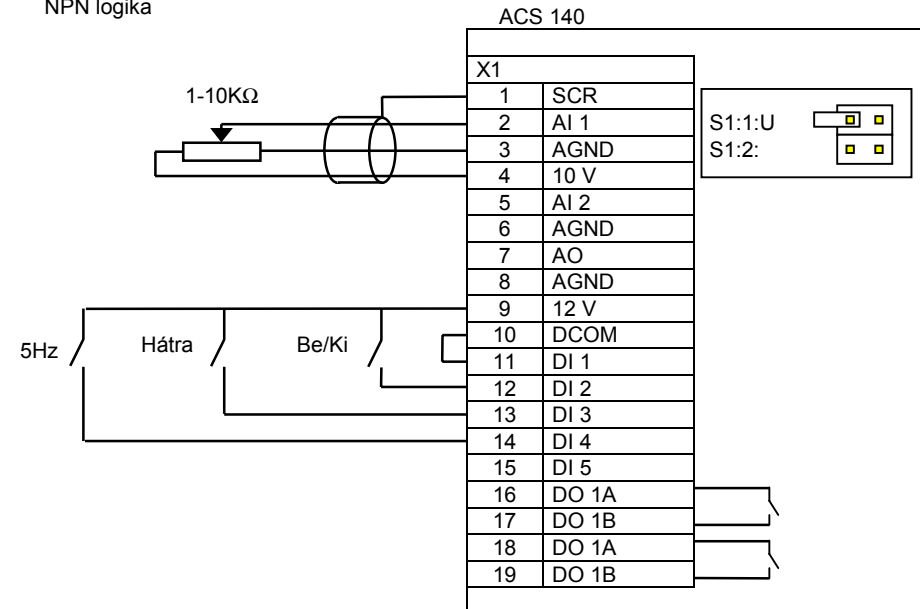 NPN logika
ACS 140
X1
1-10KΩ
1 SCR
2 AI 1
3 AGND
4 10 V
5 AI 2
6 AGND
7 AO
8 AGND
9 12 V
10 DCOM
11 DI 1
12 DI 2
13 DI 3
14 DI 4
15 DI 5
16 DO 1A
17 DO 1B
18 DO 1A
19 DO 1B
S1:1:U
S1:2:
5Hz
Hátra
Be/Ki